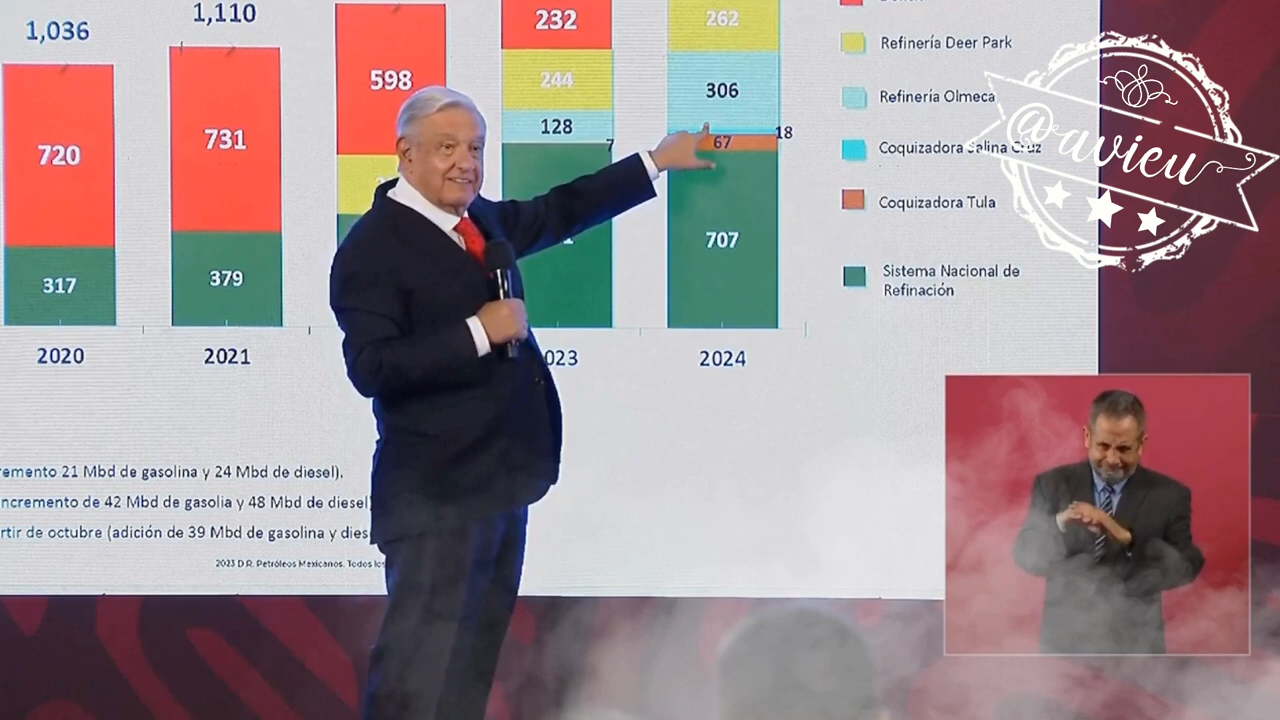 1,036
1,110
232
262
598
244
306
Refinería Deer Park
Refinería Olmeca
720
731
128
7
67
18
Coquizadora Salina Cruz
Coquizadora Tula
317
379
707
Sistema Nacional de
Refinación
2020
2021
023
2024
emento 21 Mbd de gasolina y 24 Mbd de diesel).
ncremento de 42 Mbd de gasolia y 48 Mbd de diesel)
rtir de octubre (adición de 39 Mbd de gasolina y dies
2023 D.R. Petróleos Mexicanos. Todos los
@avieu